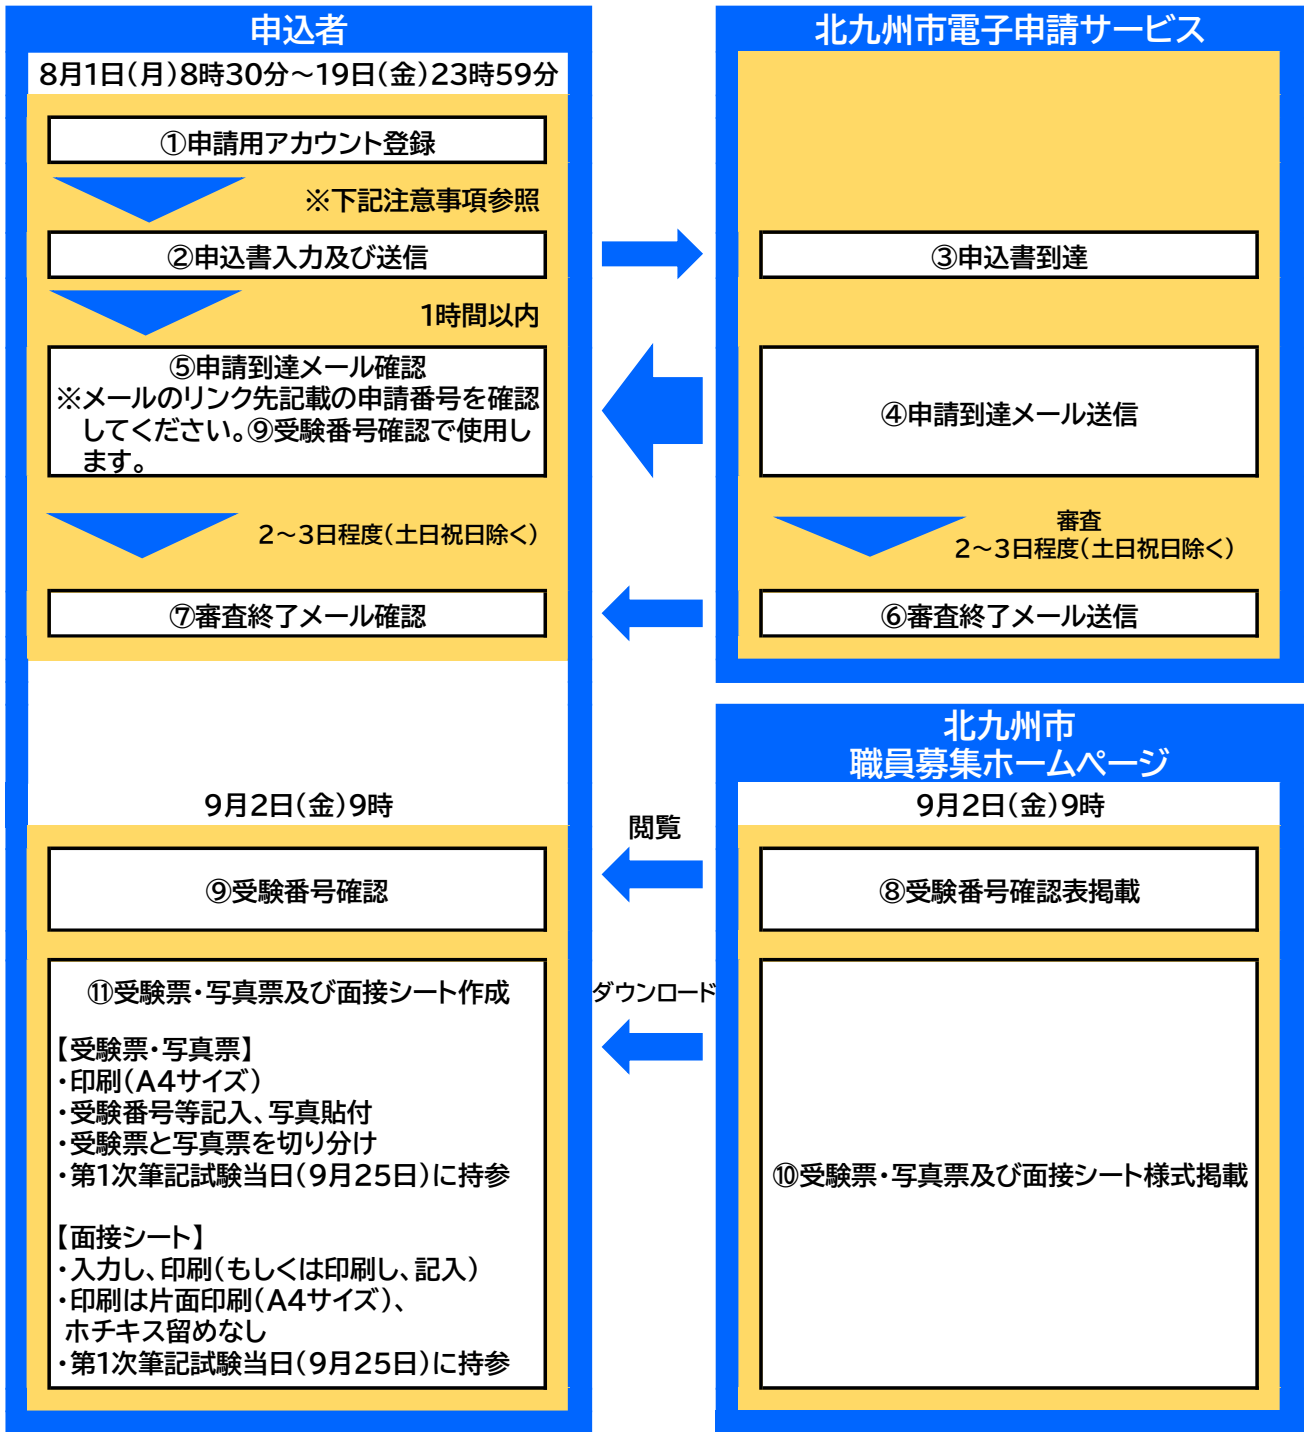 申込者
8月1日(月)8時30分～19日(金)23時59分
①申請用アカウント登録
※下記注意事項参照
②申込書入力及び送信
1時間以内
⑤申請到達メール確認
※メールのリンク先記載の申請番号を確認
してください。⑨受験番号確認で使用し
ます。
2～3日程度(土日祝日除く)
⑦審査終了メール確認
北九州市電子申請サービス
③申込書到達
④申請到達メール送信
審査
2～3日程度(土日祝日除く)
⑥審査終了メール送信
9月2日(金)9時
⑨受験番号確認
⑪受験票・写真票及び面接シート作成
【受験票・写真票】
・印刷(A4サイズ)
・受験番号等記入、写真貼付
・受験票と写真票を切り分け
・第1次筆記試験当日(9月25日)に持参
【面接シート】
・入力し、印刷(もしくは印刷し、記入)
・印刷は片面印刷(A4サイズ)、
ホチキス留めなし
・第1次筆記試験当日(9月25日)に持参
閲覧
ダウンロード
北九州市
職員募集ホームページ
9月2日(金)9時
⑧受験番号確認表掲載
⑩受験票・写真票及び面接シート様式掲載